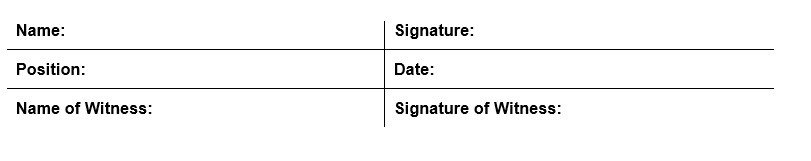 Name:
Signature:
Position:
Date:
Name of Witness:
Signature of Witness: